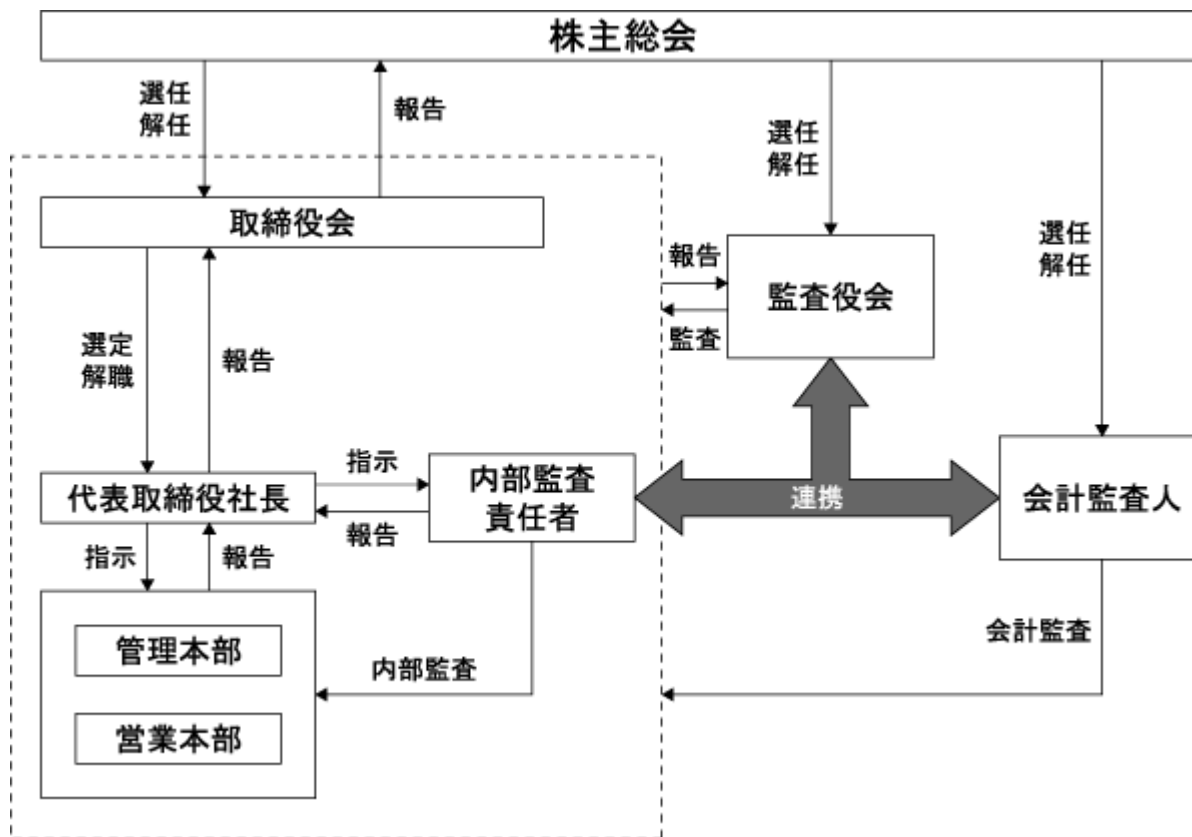 株主総会
選任
解任
報告
選任
解任
選任
解任
取締役会
報告
監査役会
監査
選定
解職
報告
指示
内部監査
責任者
代表取締役社長
報告
連携
会計監査人
指示
報告
会計監査
管理本部
内部監査
営業本部